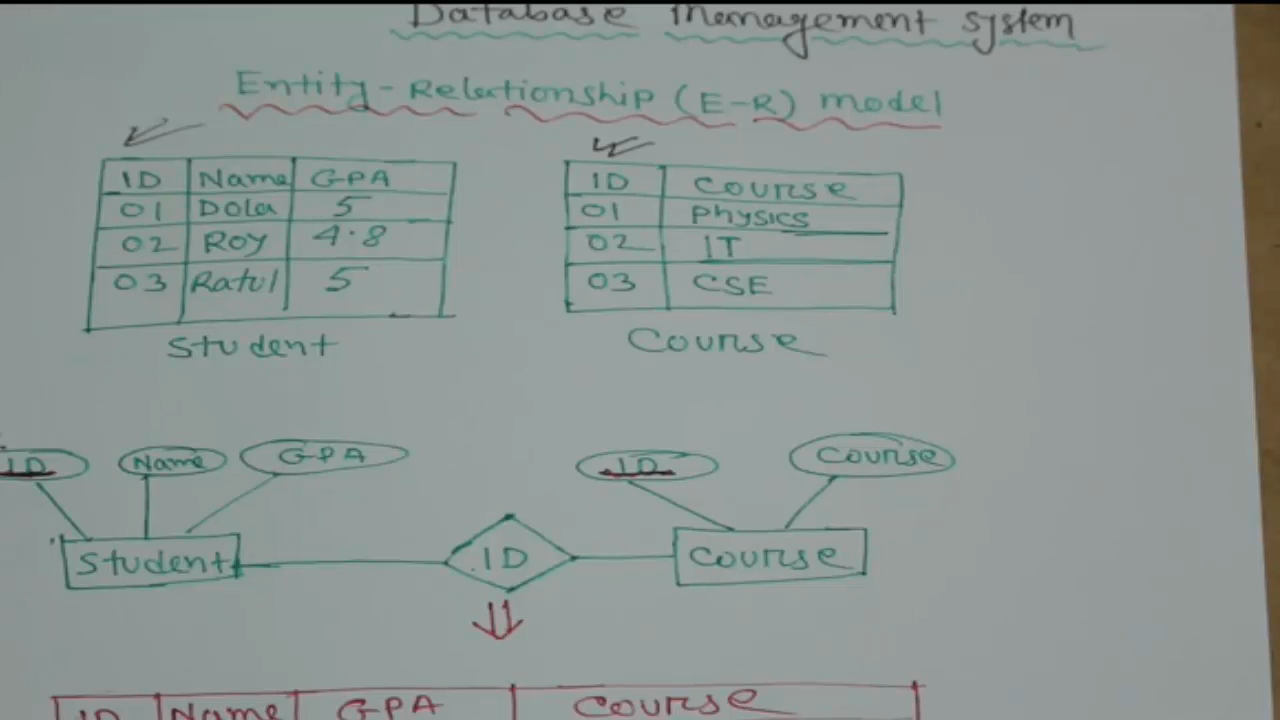 Database Management System
Entity-Relationship (E-R) model
ID Name GPA
01 Dola 5
02 Roy 4.8
03 Ratul 5
Student
ID Course
01 Physics
02 IT
03 CSE
Course
ID Name GPA
Student
ID
ID Course
Course
ID Name GPA Course